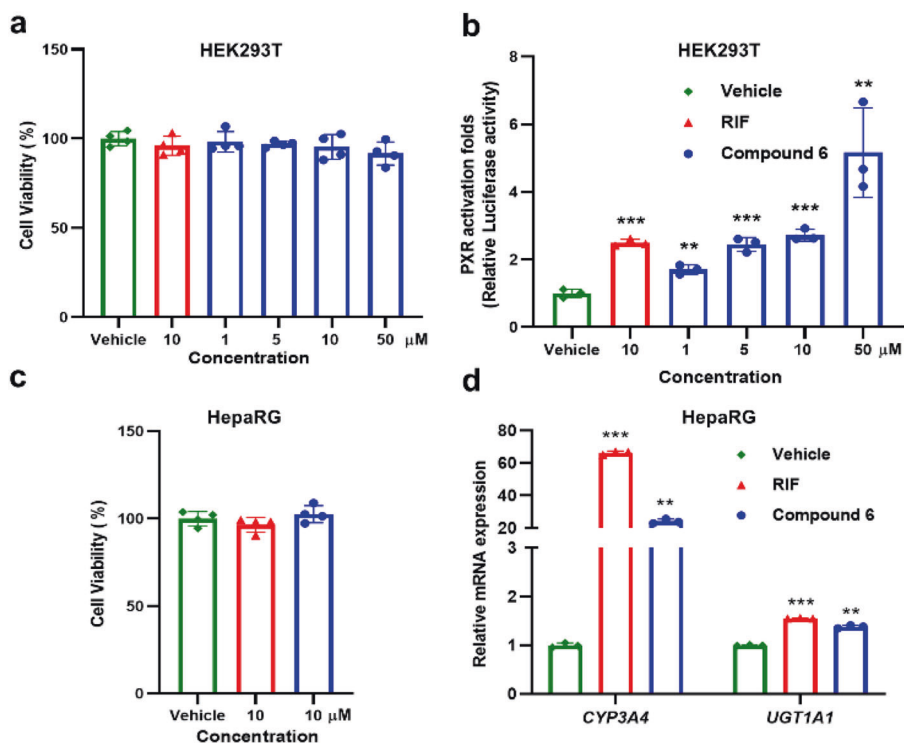 a
HEK293T
Cell Viability (%)
150
100
50
0
Vehicle 10 1 5 10 50 μM
Concentration
b
HEK293T
PXR activation folds
(Relative Luciferase activity)
8
6
4
2
0
Vehicle
RIF
Compound 6
*** ** *** *** **
Vehicle 10 1 5 10 50 μM
Concentration
c
HepaRG
Cell Viability (%)
150
100
50
0
Vehicle 10 10 μM
Concentration
d
HepaRG
Relative mRNA expression
80
60
40
20
3
2
1
0
Vehicle
RIF
Compound 6
*** ** *** **
CYP3A4 UGT1A1